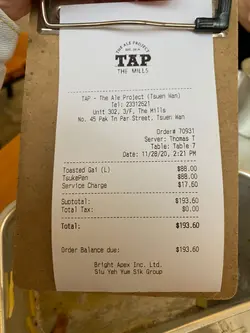 THE ALE PROJECT
TAP
THE MILLS
TAP - The Ale Project (Tsuen Wan)
Tel: 23312621
Unit 302, 3/F, The Mills
No. 45 Pak Tn Par Street, Tsuen Wan
Order# 70931
Server: Thomas T
Table: Table 7
Date: 11/28/20, 2:21 PM
Toasted Gai (L) $88.00
TsukePen $88.00
Service Charge $17.60
Subtotal: $193.60
Total Tax: $0.00
Total: $193.60
Order Balance due: $193.60
Bright Apex Inc. Ltd
Siu Yeh Yum Sik Group